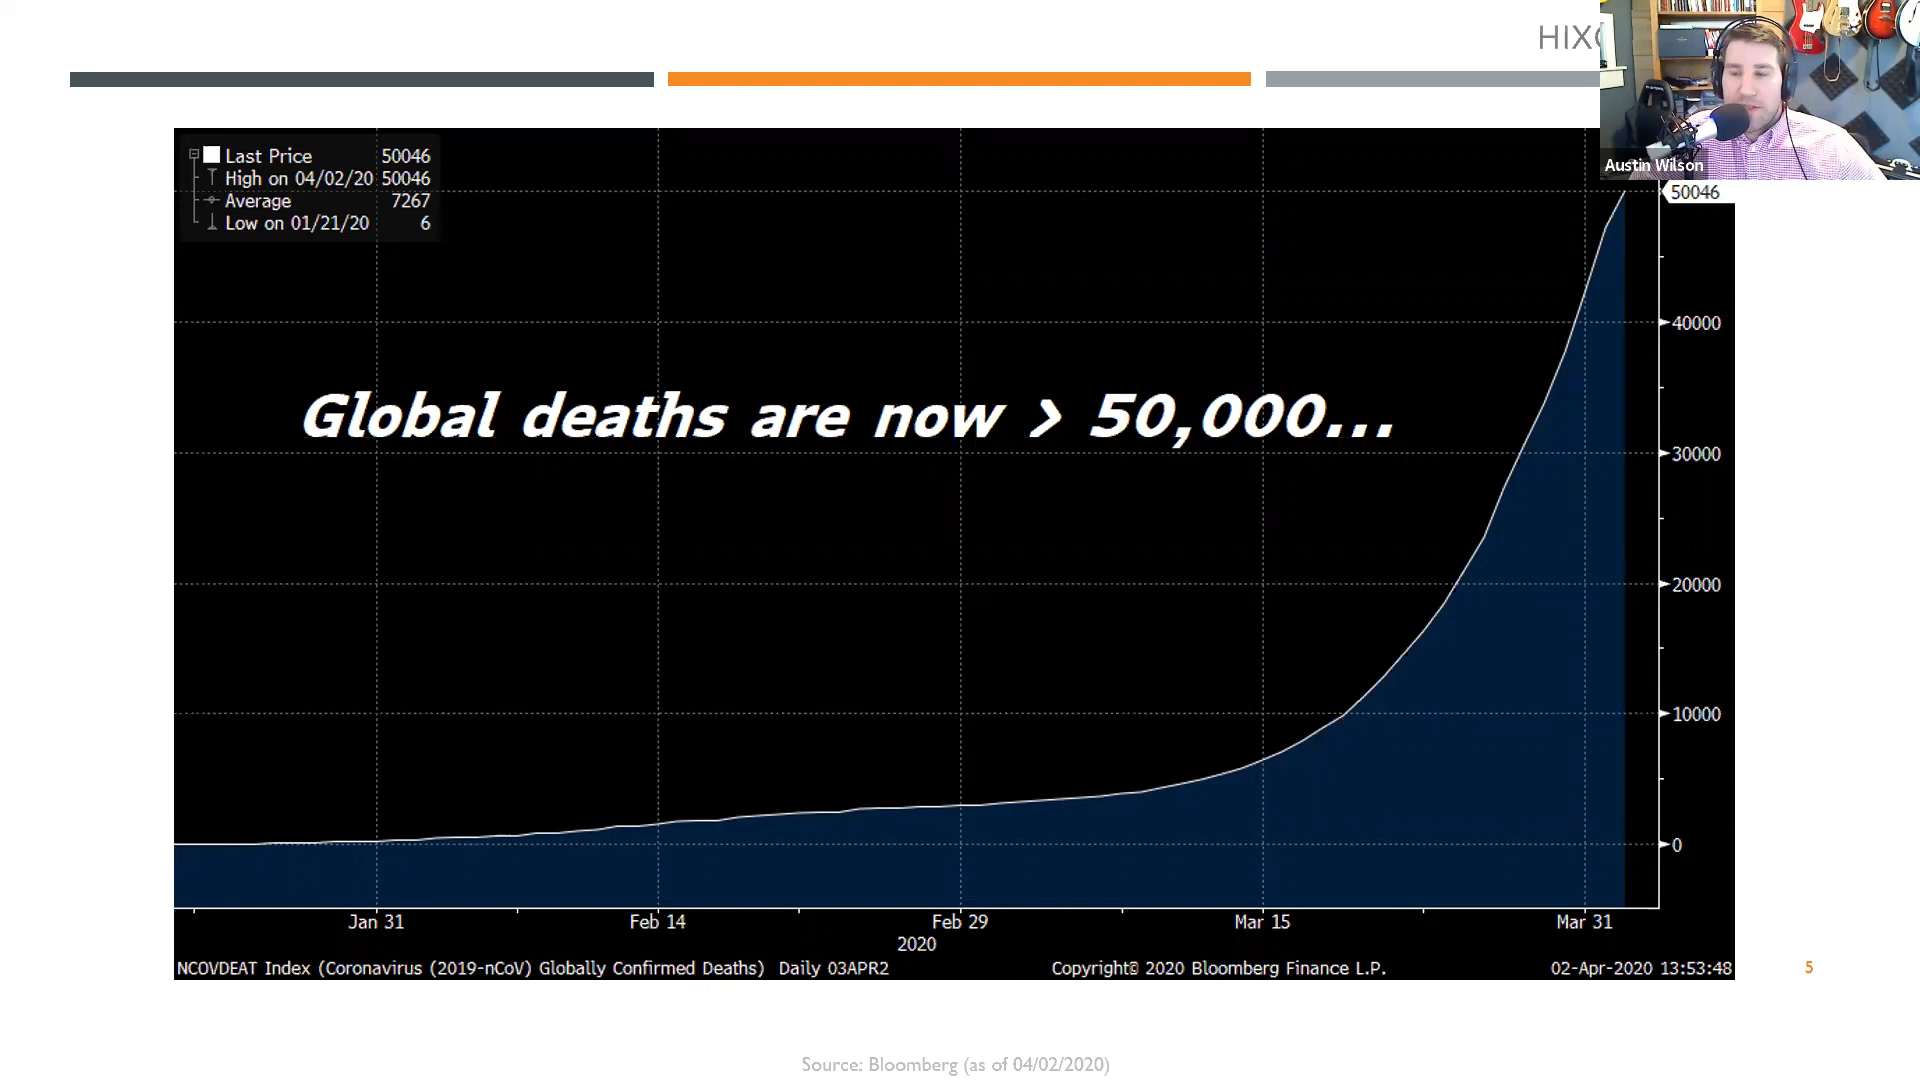 HIXO
Austin Wilson
Last Price 50046
High on 04/02/20 50046
Average 7267
Low on 01/21/20 6
50046
40000
Global deaths are now > 50,000...
30000
20000
10000
0
Jan 31 Feb 14 Feb 29 Mar 15 Mar 31
2020
NCOVDEAT Index (Coronavirus (2019-nCoV) Globally Confirmed Deaths) Daily 03APR2 Copyright© 2020 Bloomberg Finance L.P. 02-Apr-2020 13:53:48
5
Source: Bloomberg (as of 04/02/2020)